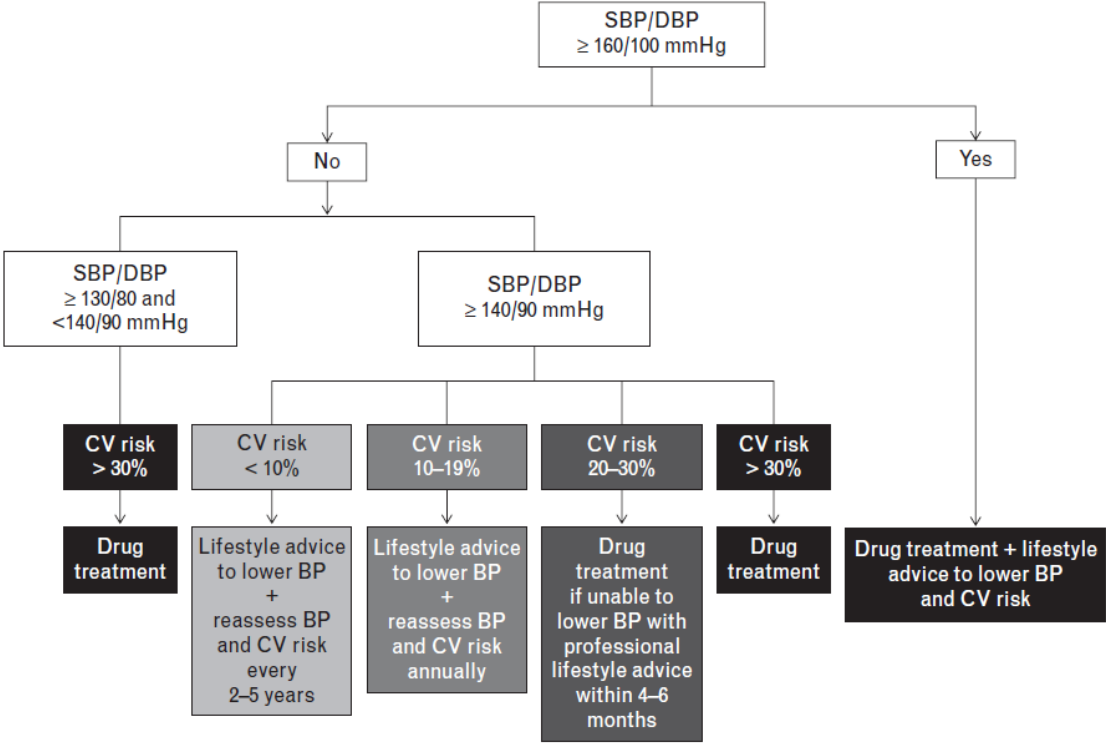 SBP/DBP
≥ 160/100 mmHg
No
Yes
SBP/DBP
≥ 130/80 and
<140/90 mmHg
SBP/DBP
≥ 140/90 mmHg
CV risk
> 30%
CV risk
< 10%
CV risk
10–19%
CV risk
20–30%
CV risk
> 30%
Drug
treatment
Lifestyle advice
to lower BP
+
reassess BP
and CV risk
every
2–5 years
Lifestyle advice
to lower BP
+
reassess BP
and CV risk
annually
Drug
treatment
if unable to
lower BP with
professional
lifestyle advice
within 4–6
months
Drug
treatment
Drug treatment + lifestyle
advice to lower BP
and CV risk